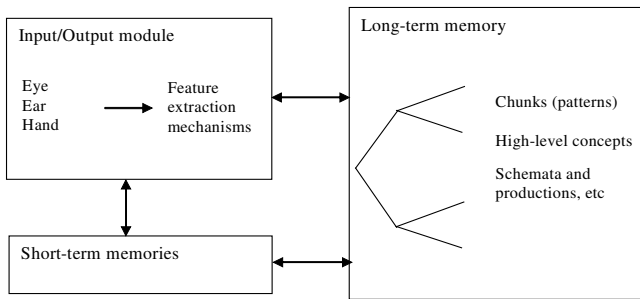 Input/Output module
Eye
Ear
Hand
Feature
extraction
mechanisms
Short-term memories
Long-term memory
Chunks (patterns)
High-level concepts
Schemata and
productions, etc